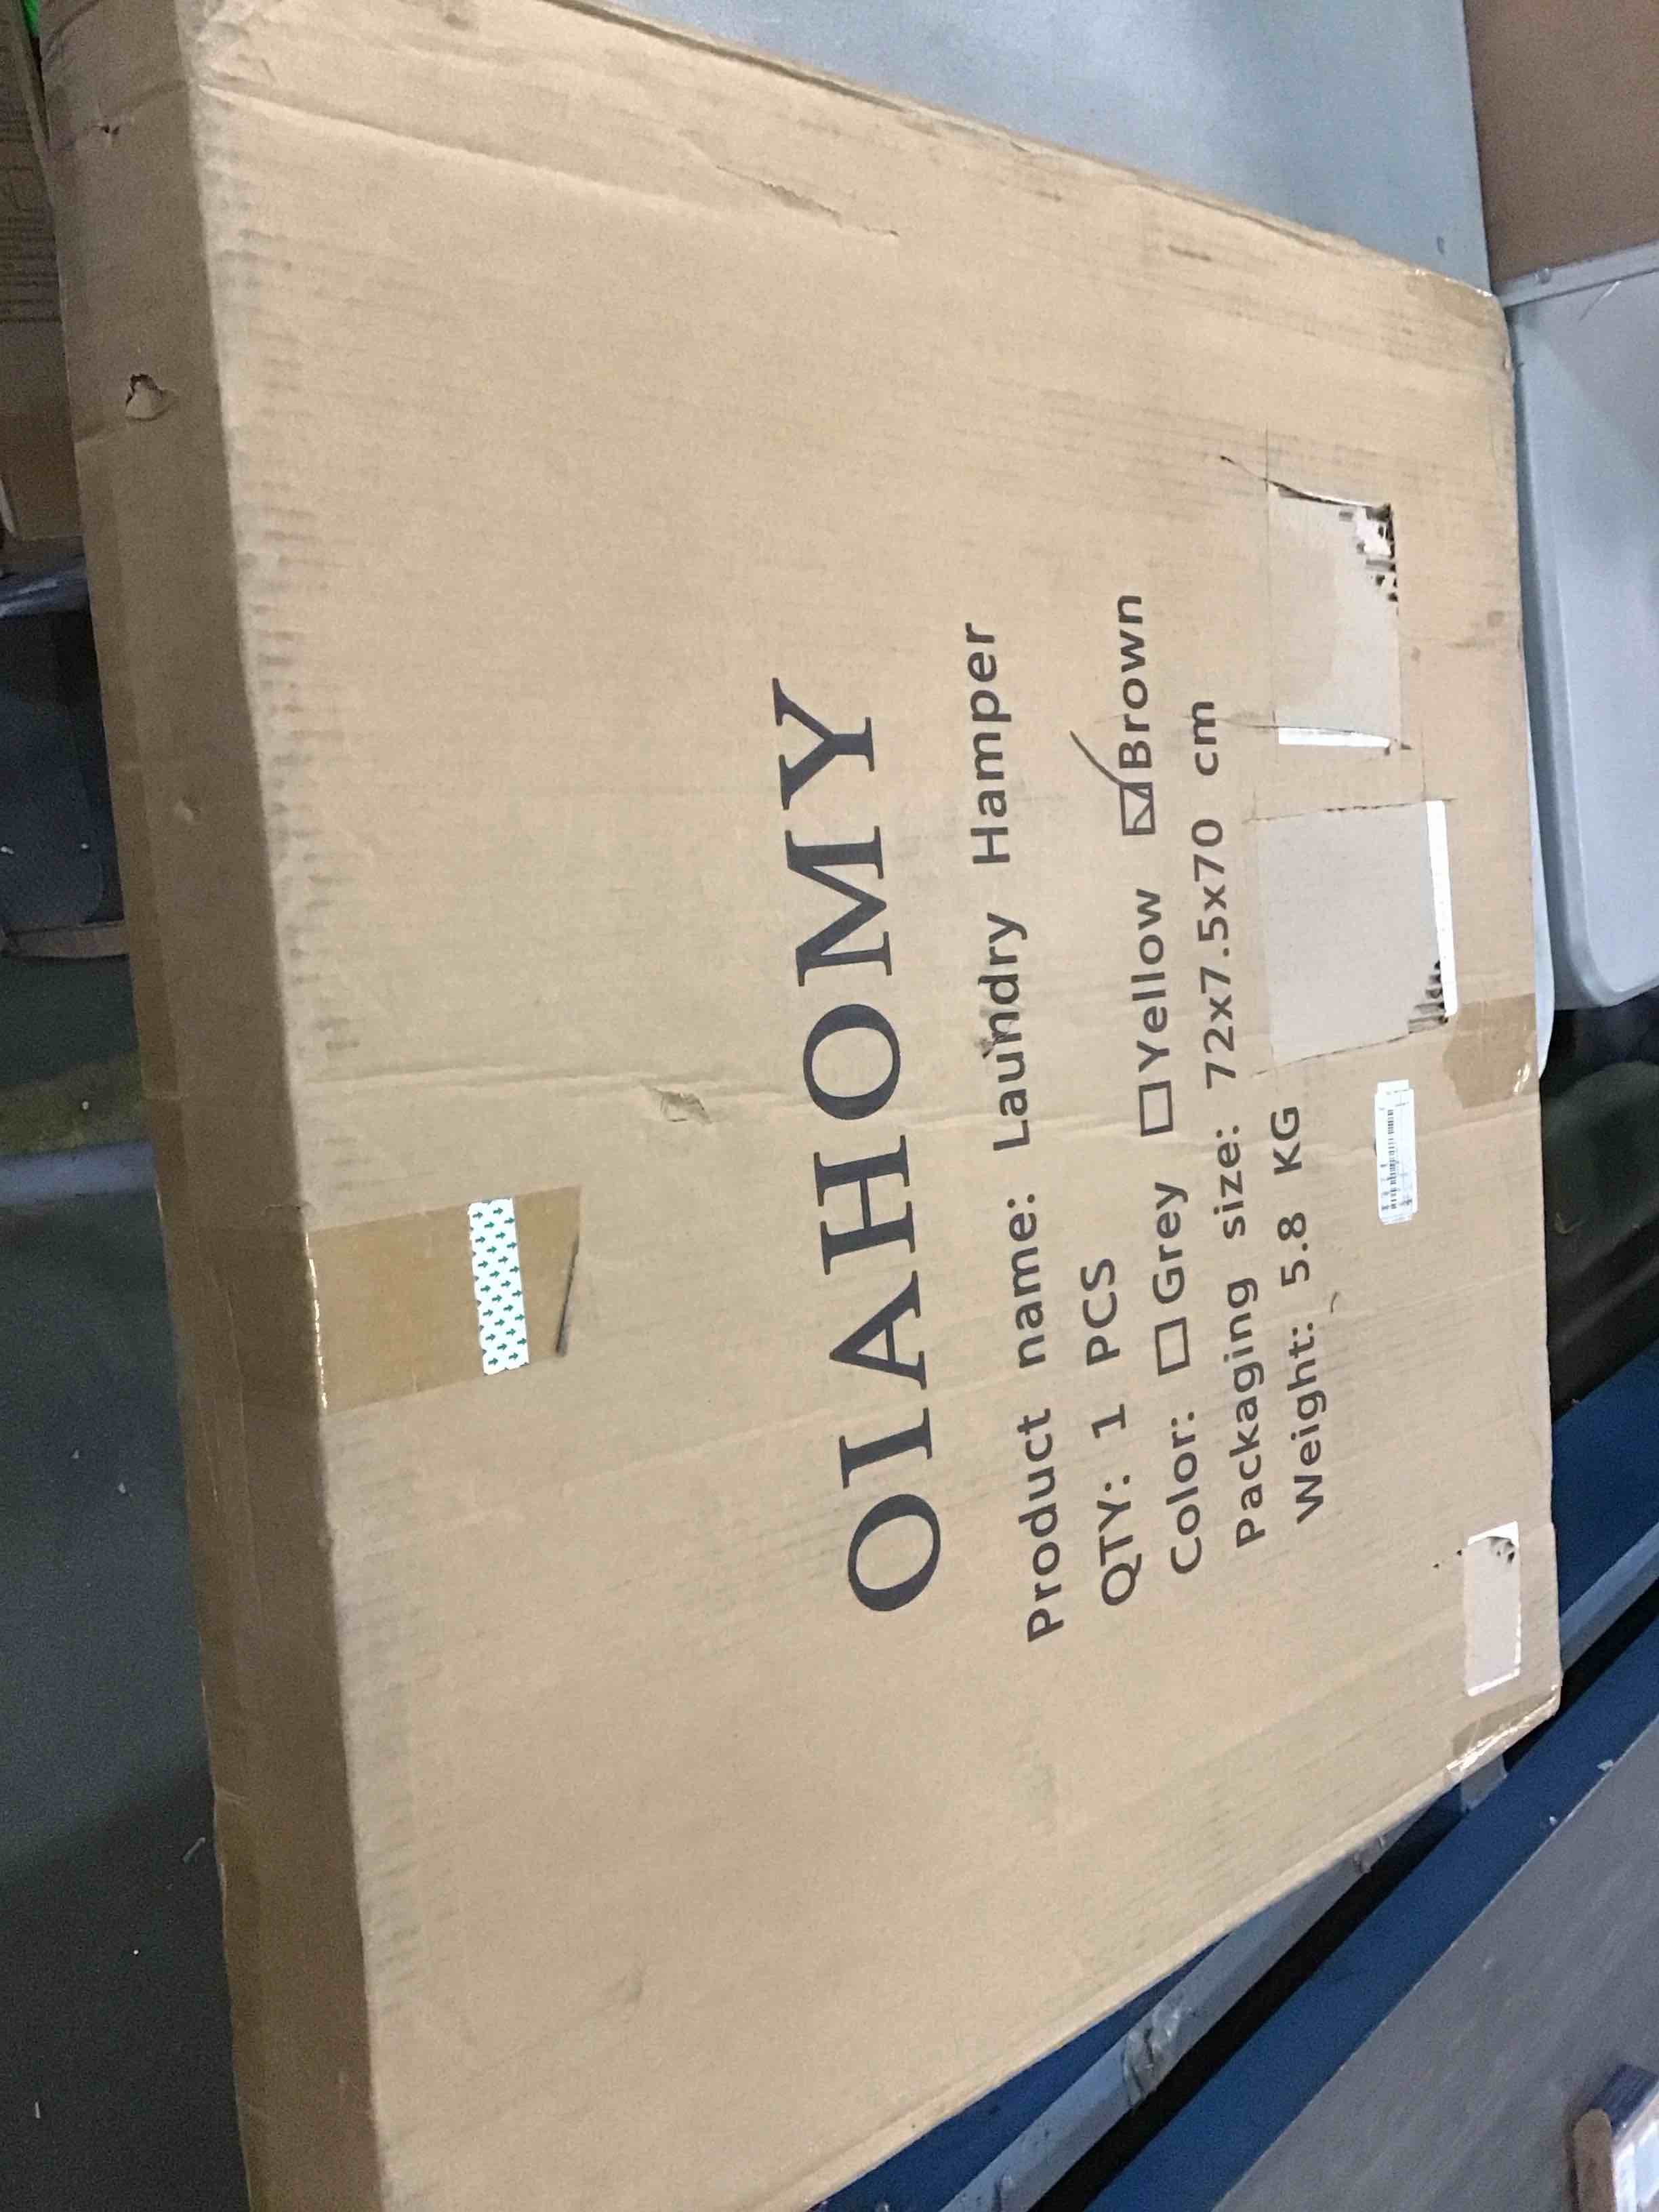 OIAHOMY
Product name: Laundry Hamper
QTY: 1 PCS
Color: □Grey □Yellow ☑Brown
Packaging size: 72x7.5x70 cm
Weight: 5.8 KG